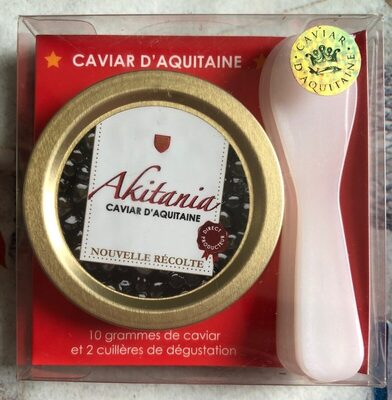 CAVIAR D'AQUITAINE
CAVIAR
D'AQUITAINE
Akitania
CAVIAR D'AQUITAINE
DIRECT
PRODUCTEUR
NOUVELLE RÉCOLTE
10 grammes de caviar
et 2 cuillères de dégustation